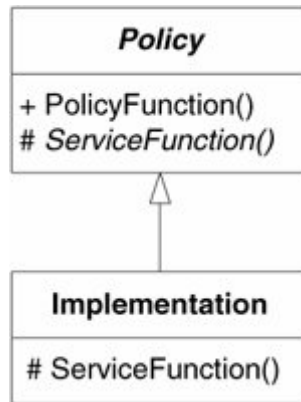 Policy
+ PolicyFunction()
# ServiceFunction()
Implementation
# ServiceFunction()